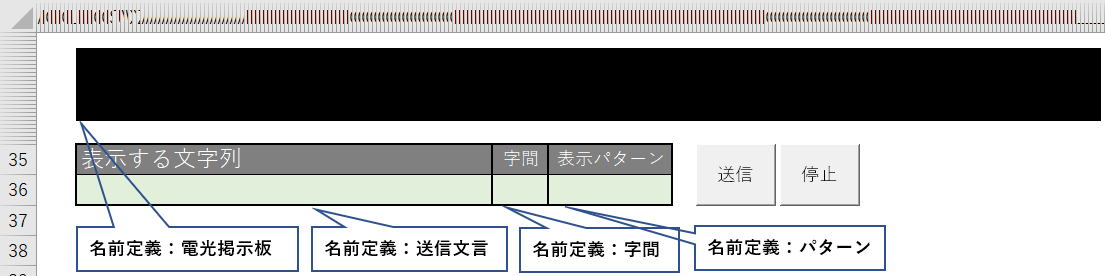 35
表示する文字列
字間
表示パターン
送信
停止
36
37
38
名前定義：電光掲示板
名前定義：送信文言
名前定義：字間
名前定義：パターン